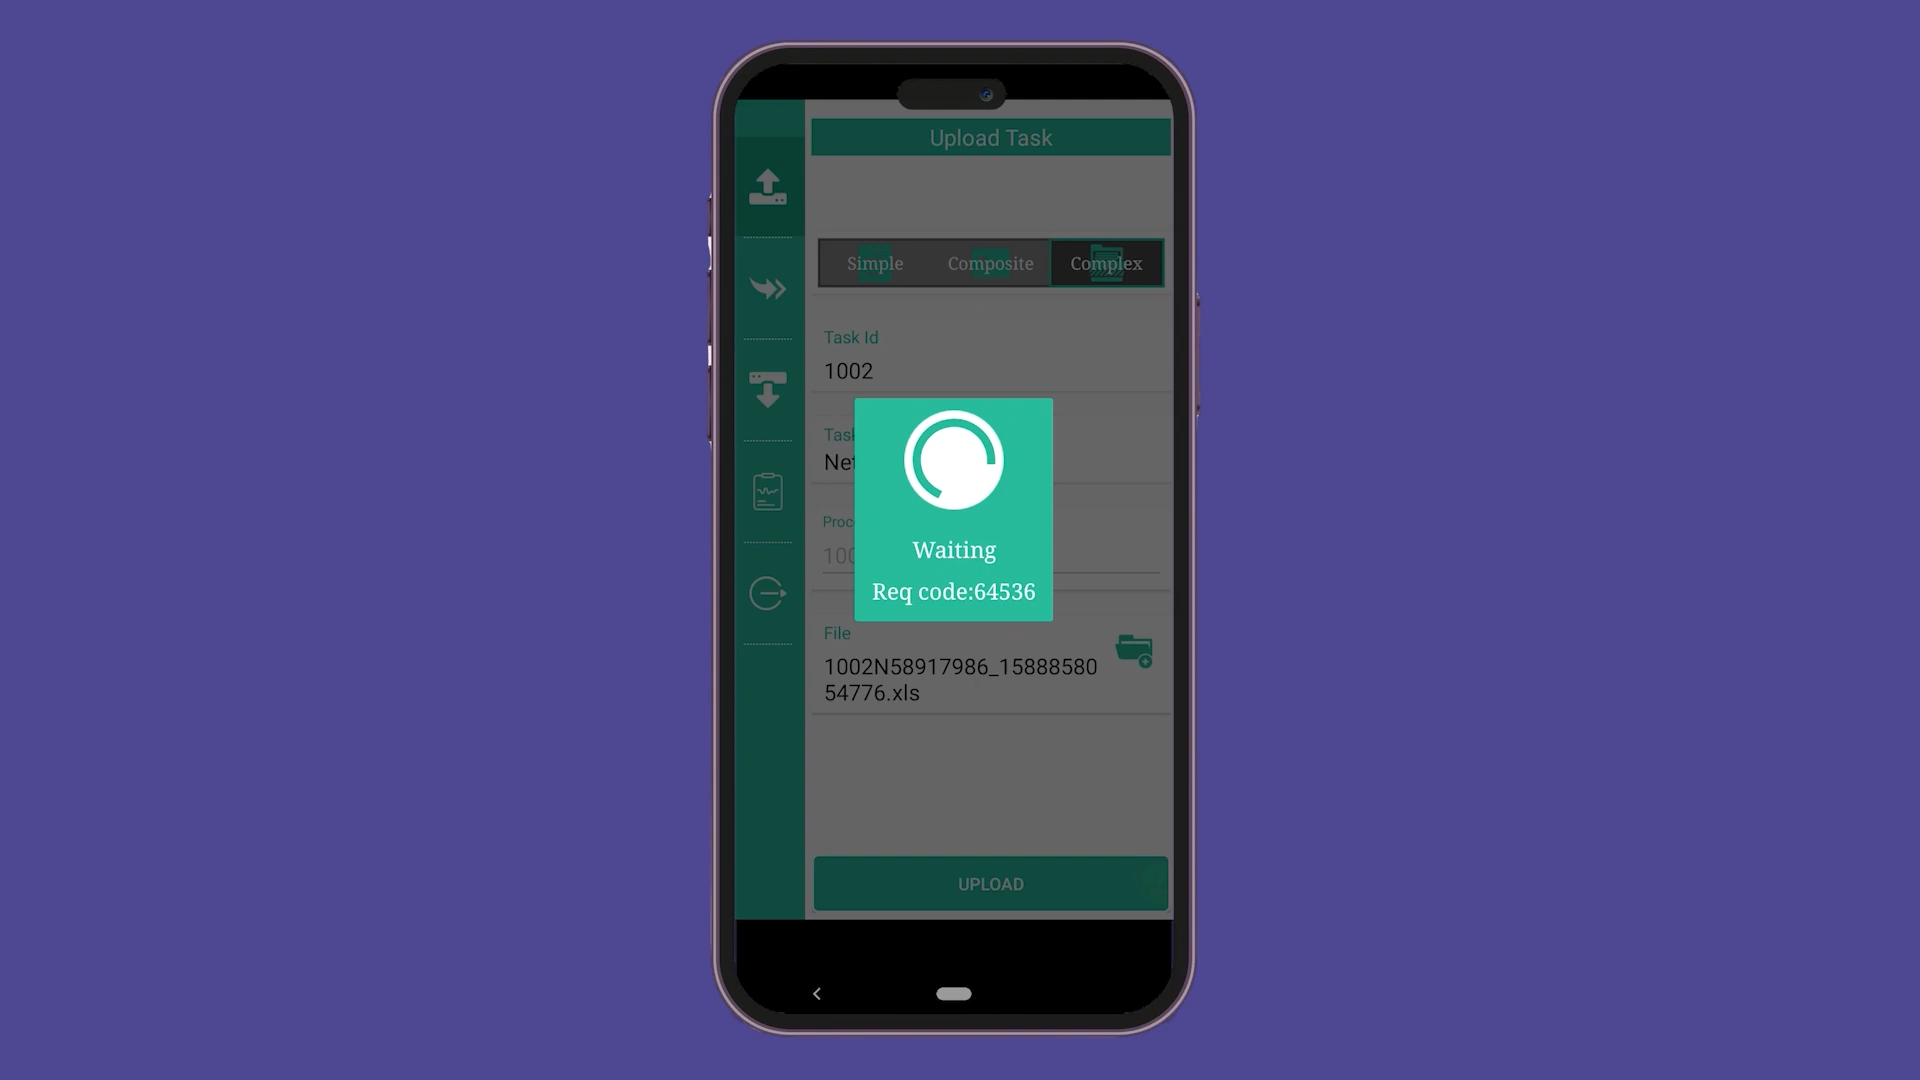 Upload Task
Simple Composite Complex
Task Id
1002
Task
Net
Proc
100
Waiting
Req code:64536
File
1002N58917986_15888580
54776.xls
UPLOAD